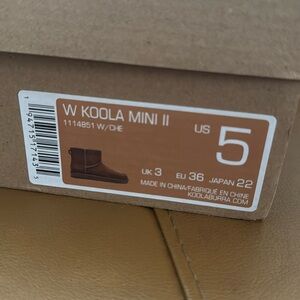 W KOOLA MINI II
1114851 W/CHE
US 5
UK 3 EU 36 JAPAN 22
MADE IN CHINA/FABRIQUÉ EN CHINE
KOOLABURRA.COM